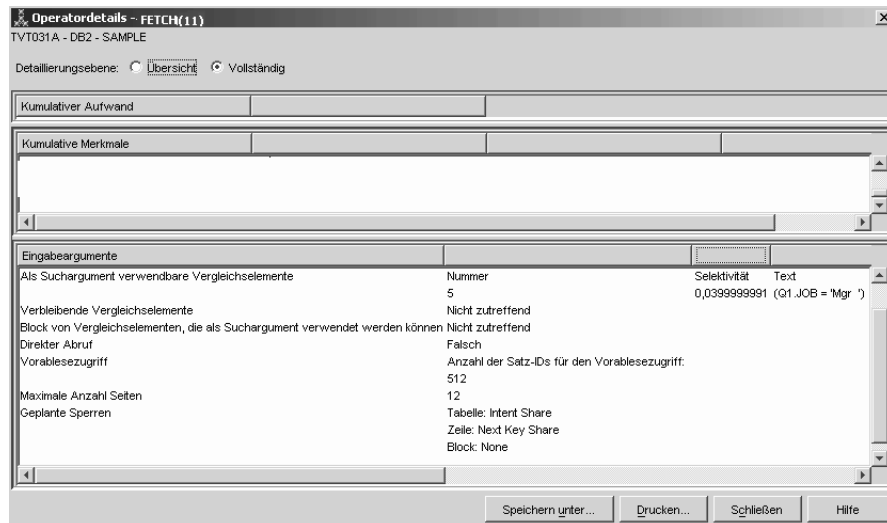 Operatordetails - FETCH(11)
TVT031A - DB2 - SAMPLE
Detaillierungsebene: Übersicht Vollständig
Kumulativer Aufwand
Kumulative Merkmale
Eingabeargumente
Als Suchargument verwendbare Vergleichselemente Nummer Selektivität Text
5 0,0399999991 (Q1.JOB = 'Mgr ')
Verbleibende Vergleichselemente Nicht zutreffend
Block von Vergleichselementen, die als Suchargument verwendet werden können Nicht zutreffend
Direkter Abruf Falsch
Vorablesezugriff Anzahl der Satz-IDs für den Vorablesezugriff:
512
Maximale Anzahl Seiten 12
Geplante Sperren Tabelle: Intent Share
Zeile: Next Key Share
Block: None
Speichern unter... Drucken... Schließen Hilfe